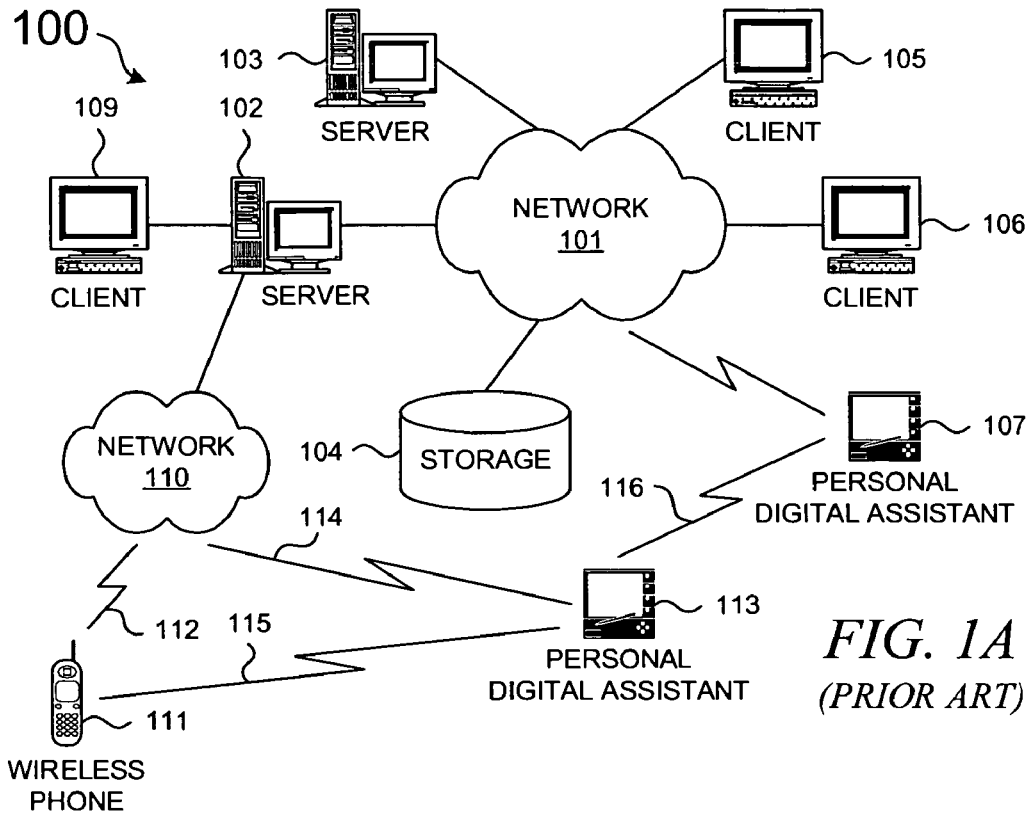 100
103
SERVER
105
CLIENT
109
CLIENT
102
SERVER
NETWORK
101
106
CLIENT
NETWORK
110
104
STORAGE
107
PERSONAL
DIGITAL ASSISTANT
116
114
112
115
113
PERSONAL
DIGITAL ASSISTANT
111
WIRELESS
PHONE
FIG. 1A
(PRIOR ART)